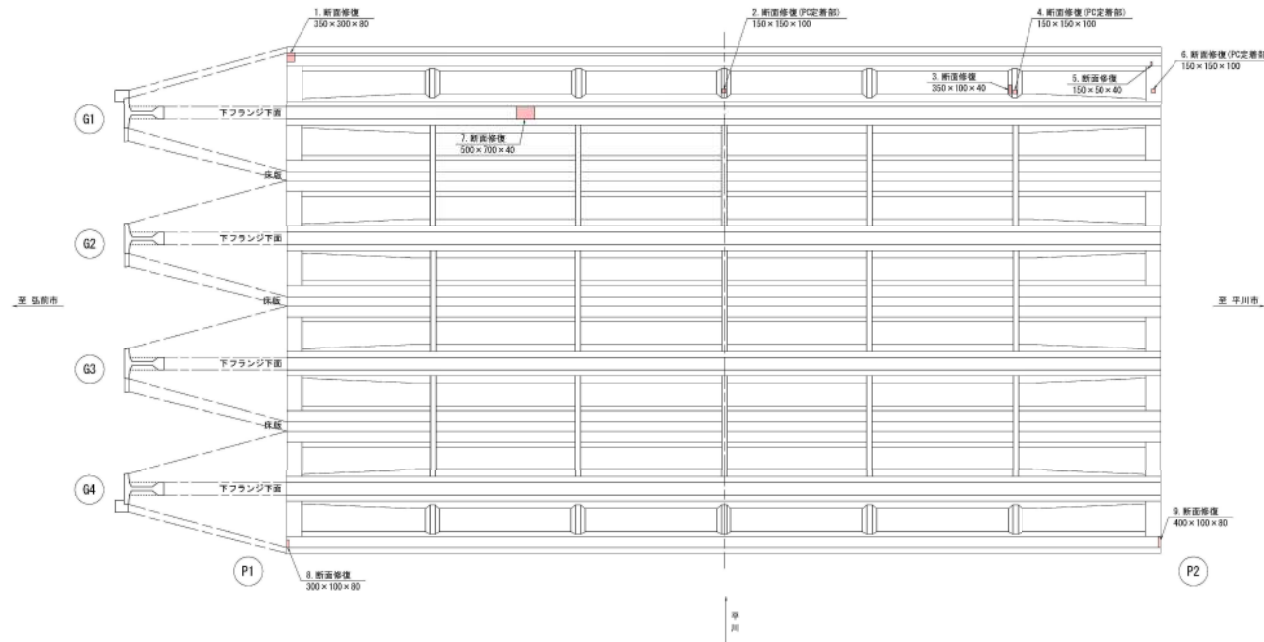 1. 断面修復
350×300×80
2. 断面修復(PC定着部)
150×150×100
4. 断面修復(PC定着部)
150×150×100
6. 断面修復(PC定着部
150×150×100
3. 断面修復
350×100×40
5. 断面修復
150×50×40
G1
下フランジ下面
7. 断面修復
500×700×40
床版
G2
下フランジ下面
至 弘前市
床版
至 平川市
G3
下フランジ下面
床版
G4
下フランジ下面
9. 断面修復
400×100×80
P1
8. 断面修復
300×100×80
P2
平川